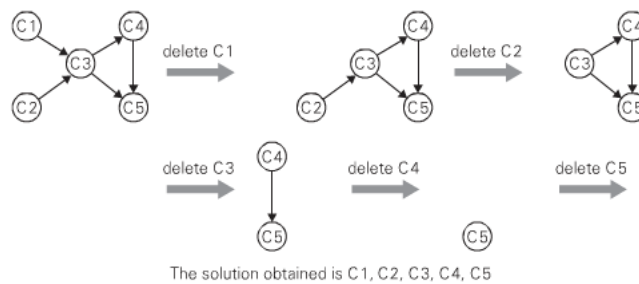 C1 C4 delete C1 C4 delete C2 C4
C3 C3 C3
C2 C5 C2 C5 C5
delete C3 C4 delete C4 delete C5
C5 C5
The solution obtained is C1, C2, C3, C4, C5